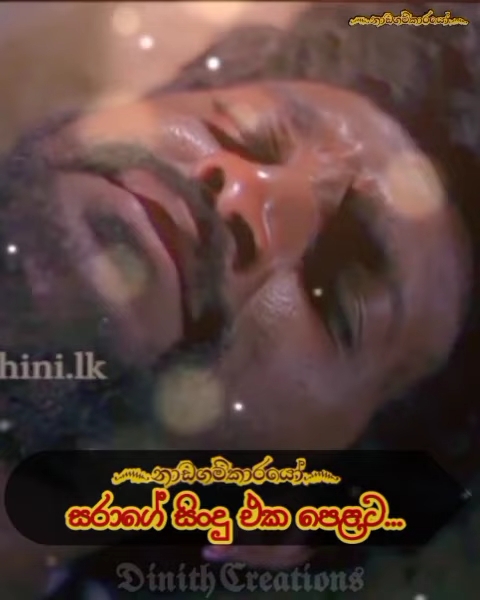 නාඩගම්කාරයෝ
hini.lk
නාඩගම්කාරයෝ
සරාගේ සිංදු එක පෙළට...
Dinith Creations